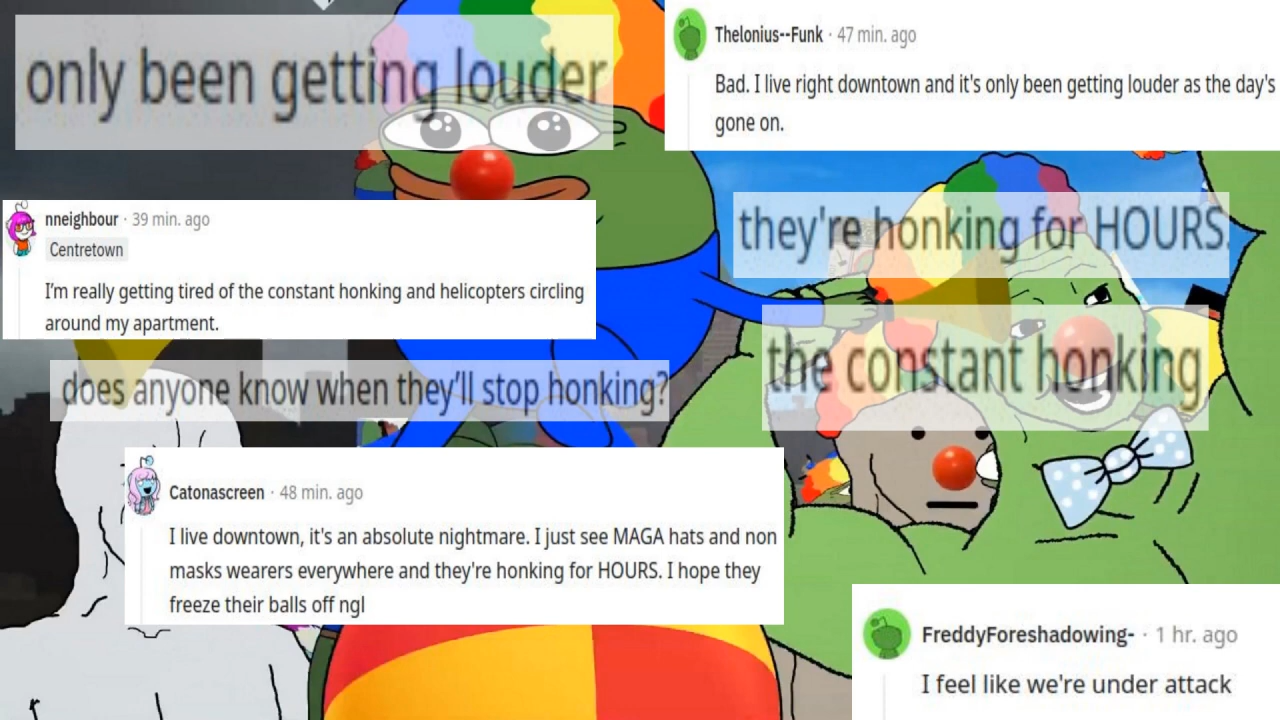 only been getting louder
Thelonius--Funk · 47 min. ago
Bad. I live right downtown and it's only been getting louder as the day's
gone on.
nneighbour · 39 min. ago
Centretown
I'm really getting tired of the constant honking and helicopters circling
around my apartment.
they're honking for HOURS.
the constant honking
does anyone know when they'll stop honking?
Catonascreen · 48 min. ago
I live downtown, it's an absolute nightmare. I just see MAGA hats and non
masks wearers everywhere and they're honking for HOURS. I hope they
freeze their balls off ngl
FreddyForeshadowing- · 1 hr. ago
I feel like we're under attack